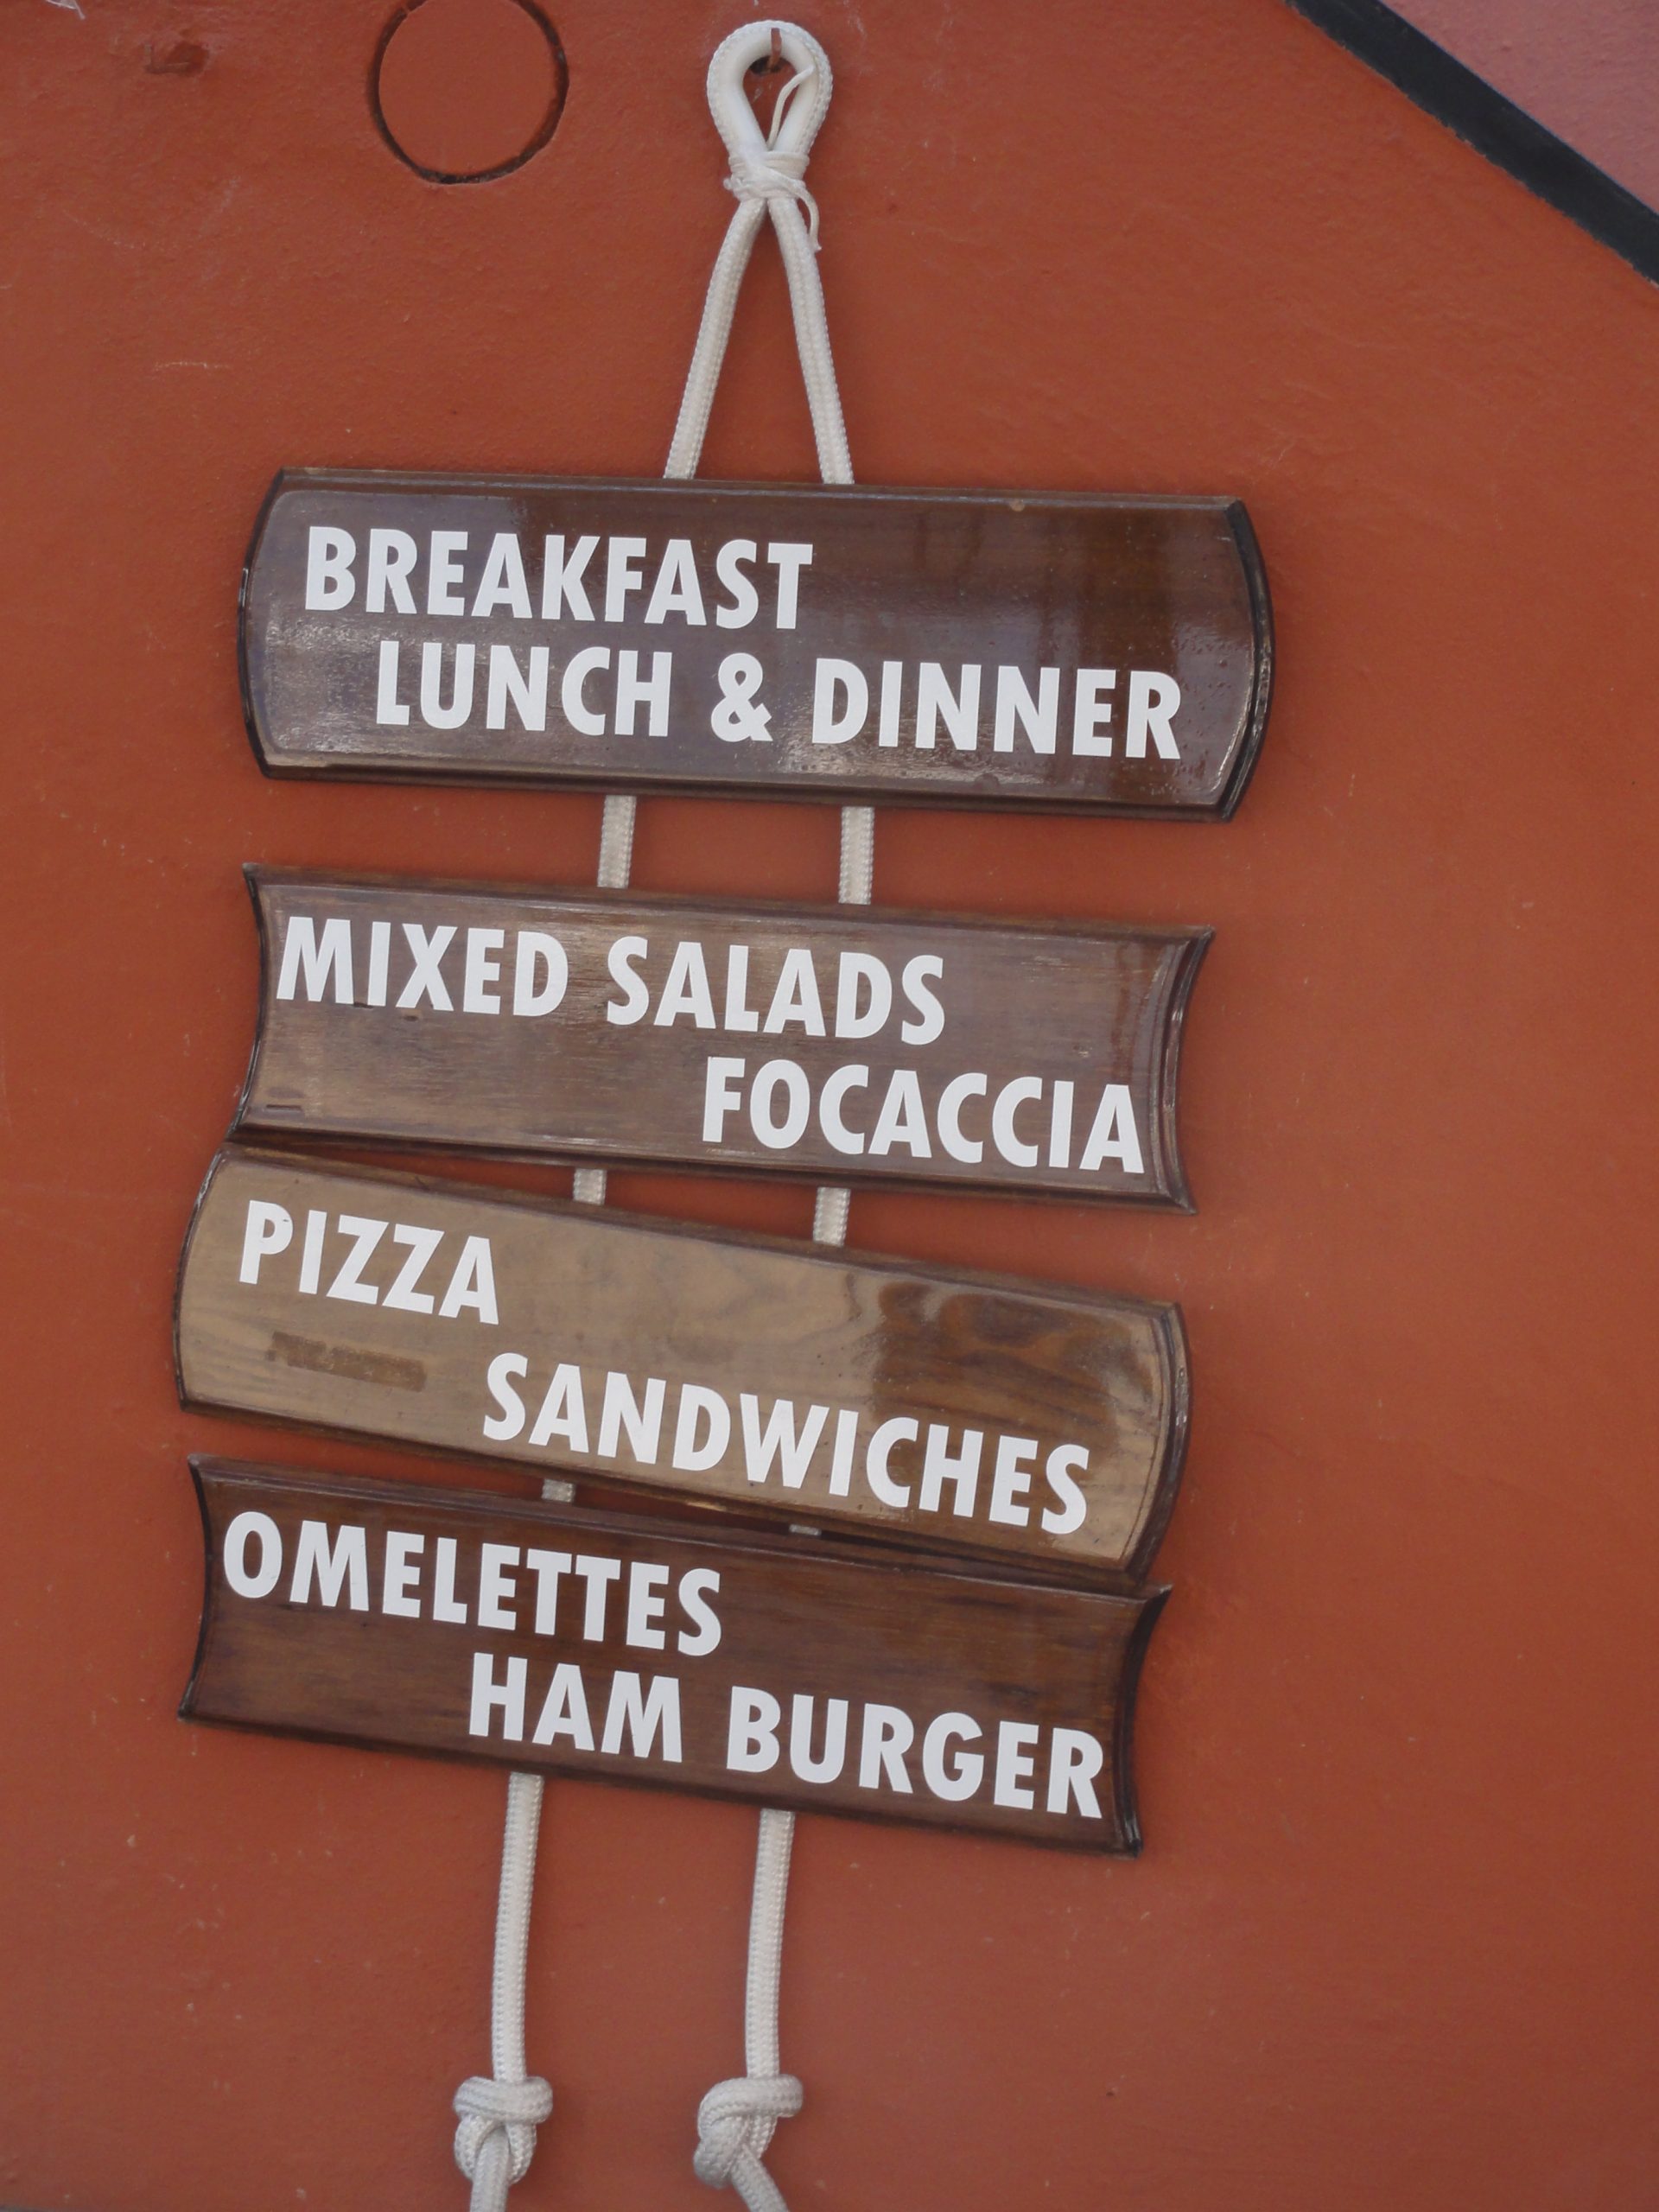 BREAKFAST
LUNCH & DINNER
MIXED SALADS
FOCACCIA
PIZZA
SANDWICHES
OMELETTES
HAM BURGER